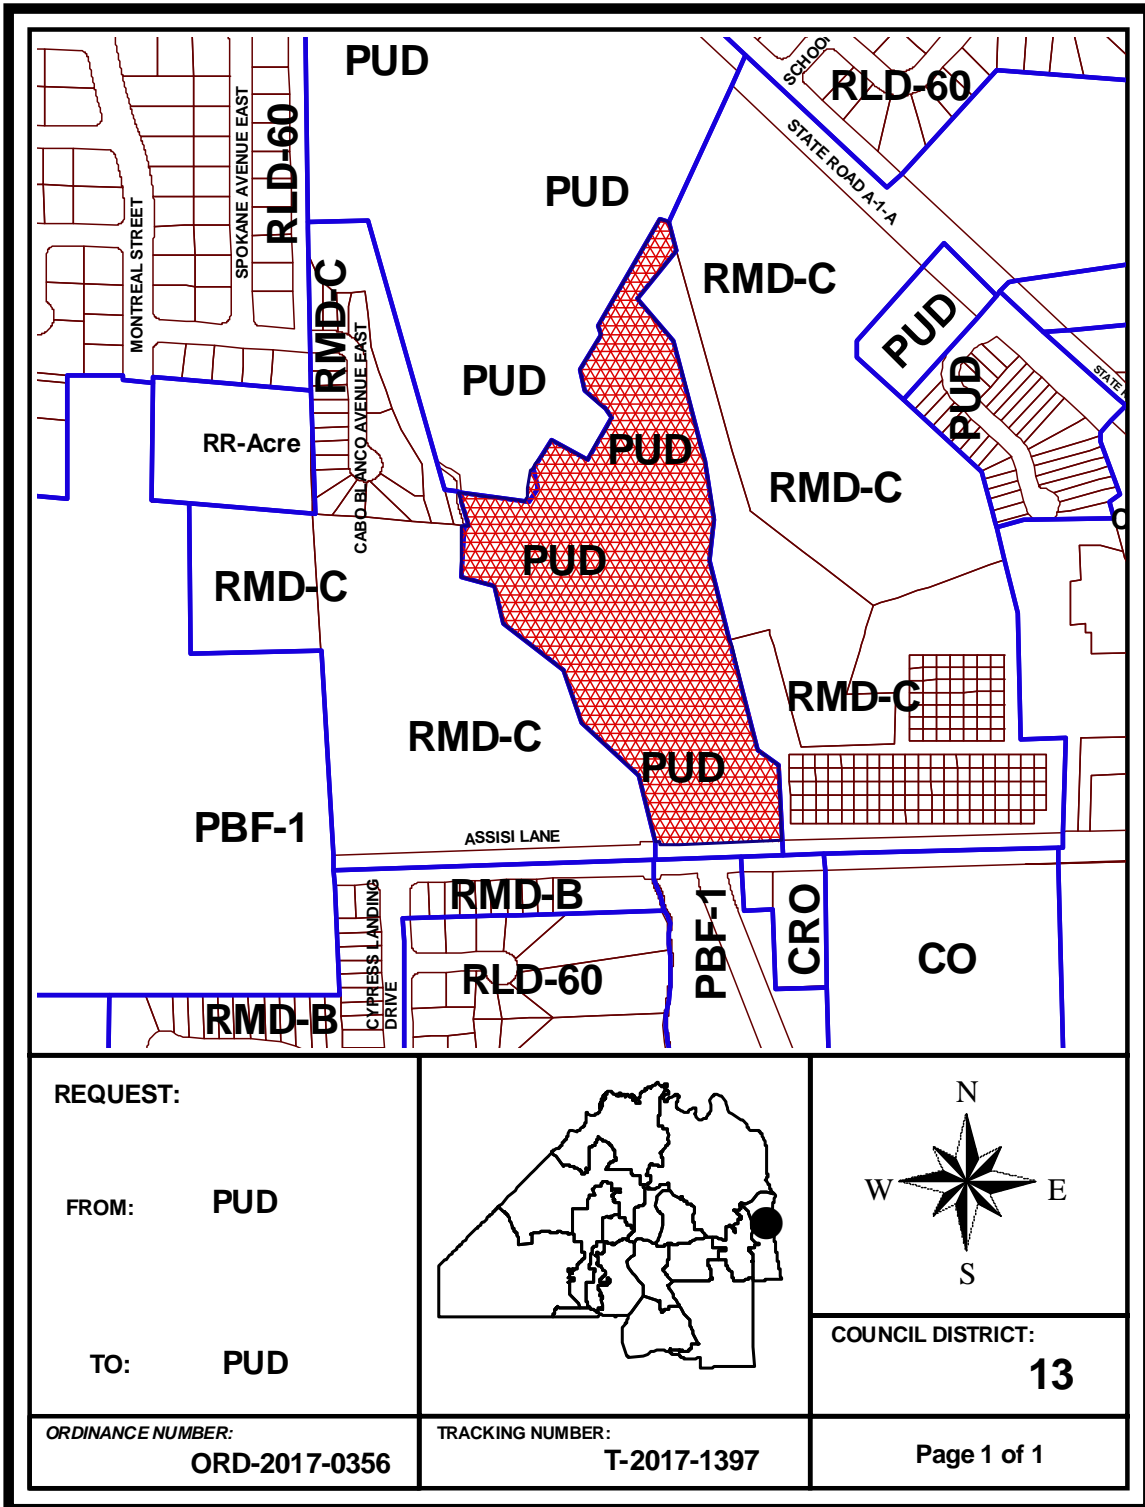 PUD
SCHOOL
RLD-60
SPOKANE AVENUE EAST
RLD-60
STATE ROAD A-1-A
PUD
MONTREAL STREET
RMD-C
RMD-C
PUD
CABO BLANCO AVENUE EAST
PUD
PUD
STATE
RR-Acre
PUD
RMD-C
PUD
RMD-C
RMD-C
RMD-C
PUD
PBF-1
ASSISI LANE
RMD-B
PBF-1
CRO
CO
CYPRESS LANDING
DRIVE
RLD-60
RMD-B
REQUEST:
FROM: PUD
TO: PUD
N
W E
S
COUNCIL DISTRICT:
13
ORDINANCE NUMBER:
ORD-2017-0356
TRACKING NUMBER:
T-2017-1397
Page 1 of 1